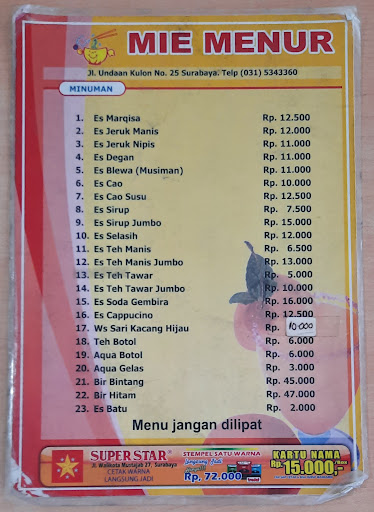 MIE MENUR
Jl. Undaan Kulon No. 25 Surabaya. Telp (031) 5343360
MINUMAN
1. Es Marqisa Rp. 12.500
2. Es Jeruk Manis Rp. 12.000
3. Es Jeruk Nipis Rp. 11.000
4. Es Degan Rp. 11.000
5. Es Blewa (Musiman) Rp. 11.000
6. Es Cao Rp. 10.000
7. Es Cao Susu Rp. 12.500
8. Es Sirup Rp. 7.500
9. Es Sirup Jumbo Rp. 15.000
10. Es Selasih Rp. 12.000
11. Es Teh Manis Rp. 6.500
12. Es Teh Manis Jumbo Rp. 13.000
13. Es Teh Tawar Rp. 5.000
14. Es Teh Tawar Jumbo Rp. 10.000
15. Es Soda Gembira Rp. 16.000
16. Es Cappucino Rp. 12.500
17. Ws Sari Kacang Hijau Rp. 10.000
18. Teh Botol Rp. 6.000
19. Aqua Botol Rp. 6.000
20. Aqua Gelas Rp. 3.000
21. Bir Bintang Rp. 45.000
22. Bir Hitam Rp. 47.000
23. Es Batu Rp. 2.000
Menu jangan dilipat
SUPER STAR®
Jl. Walikota Mustajab 27, Surabaya
CETAK WARNA
LANGSUNG JADI
STEMPEL SATU WARNA
Rp. 72.000
KARTU NAMA
Rp. 15.000,-